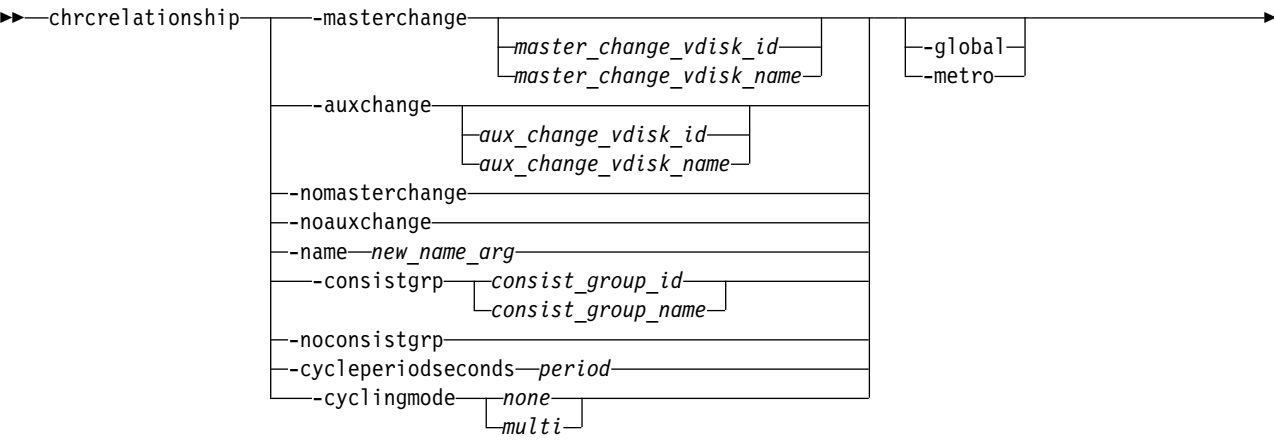 chrcrelationship -masterchange
master_change_vdisk_id -global
master_change_vdisk_name -metro
-auxchange
aux_change_vdisk_id
aux_change_vdisk_name
-nomasterchange
-noauxchange
-name new_name_arg
-consistgrp consist_group_id
consist_group_name
-noconsistgrp
-cycleperiodseconds period
-cyclingmode none
multi